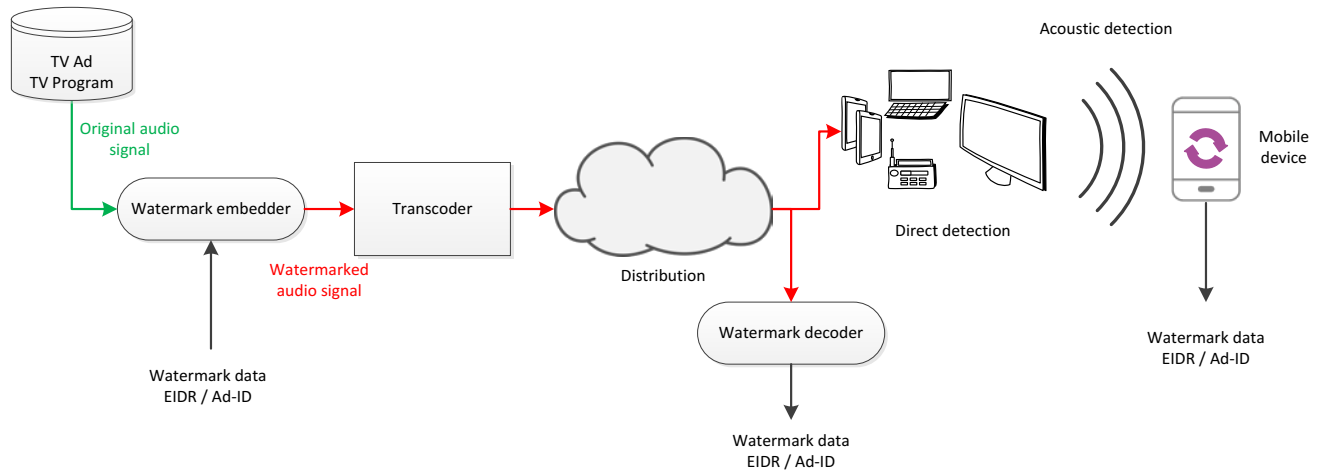 TV Ad
TV Program
Original audio
signal
Watermark embedder
Watermark data
EIDR / Ad-ID
Watermarked
audio signal
Transcoder
Distribution
Watermark decoder
Watermark data
EIDR / Ad-ID
Direct detection
Acoustic detection
Mobile
device
Watermark data
EIDR / Ad-ID